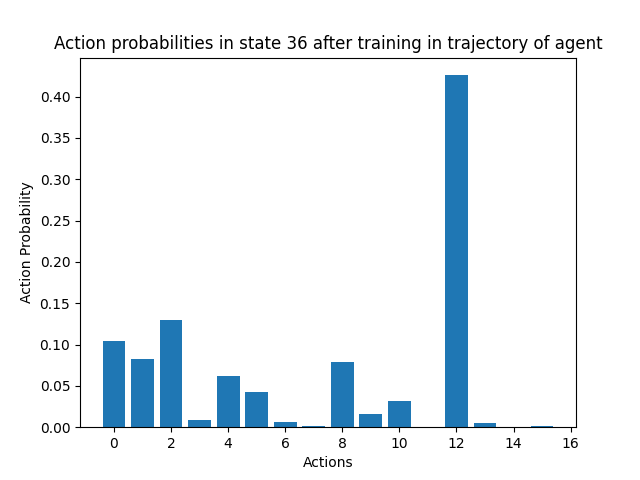 Action probabilities in state 36 after training in trajectory of agent
0.40
0.35
0.30
0.25
0.20
0.15
0.10
0.05
0.00
Action Probability
0 2 4 6 8 10 12 14 16
Actions